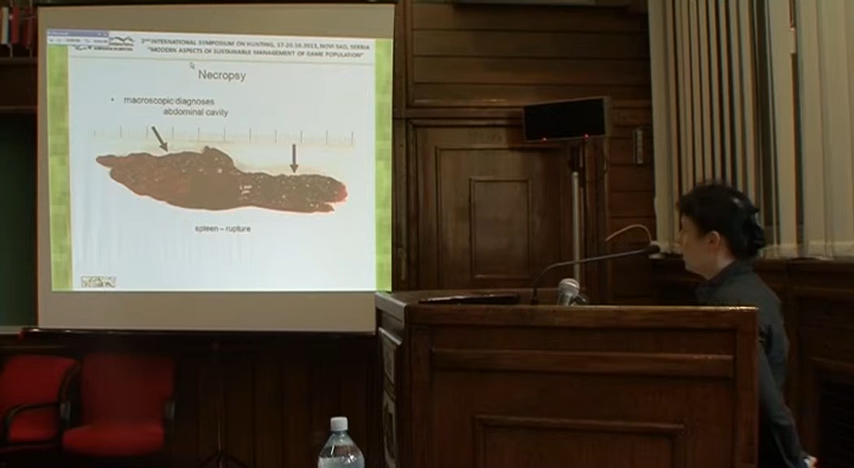 2nd INTERNATIONAL SYMPOSIUM ON HUNTING, 17-20.10.2013, NOVI SAD, SERBIA
"MODERN ASPECTS OF SUSTAINABLE MANAGEMENT OF GAME POPULATION"
Necropsy
• macroscopic diagnoses
abdominal cavity
spleen – rupture